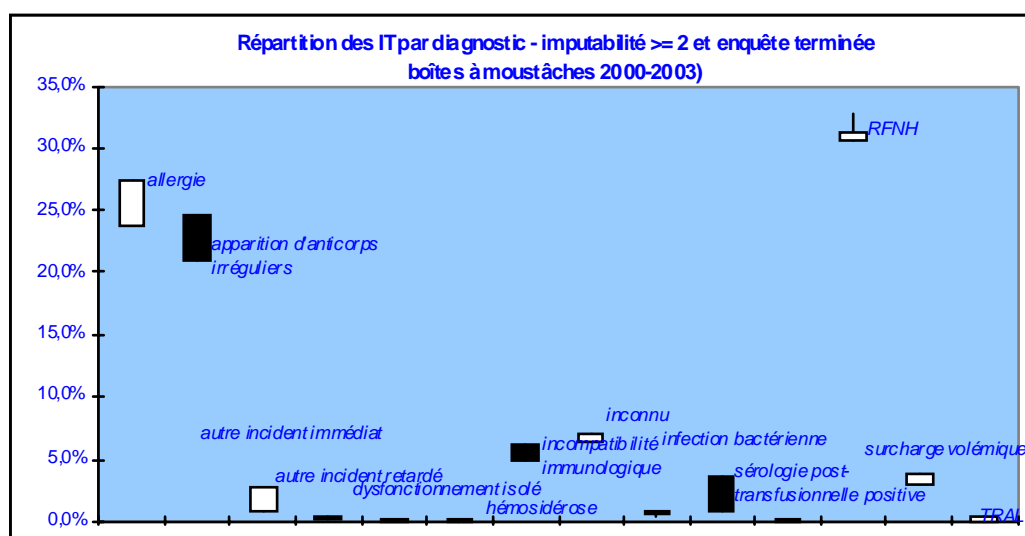 Répartition des IT par diagnostic - imputabilité >= 2 et enquête terminée
boîtes à moustâches 2000-2003)
35,0%
30,0%
25,0%
20,0%
15,0%
10,0%
5,0%
0,0%
RFNH
allergie
apparition d'anticorps
irréguliers
autre incident immédiat
autre incident retardé
dysfonctionnement isolé
hémosidérose
incompatibilité
immunologique
inconnu
infection bactérienne
sérologie post-
transfusionnelle positive
surcharge volémique
TRAL